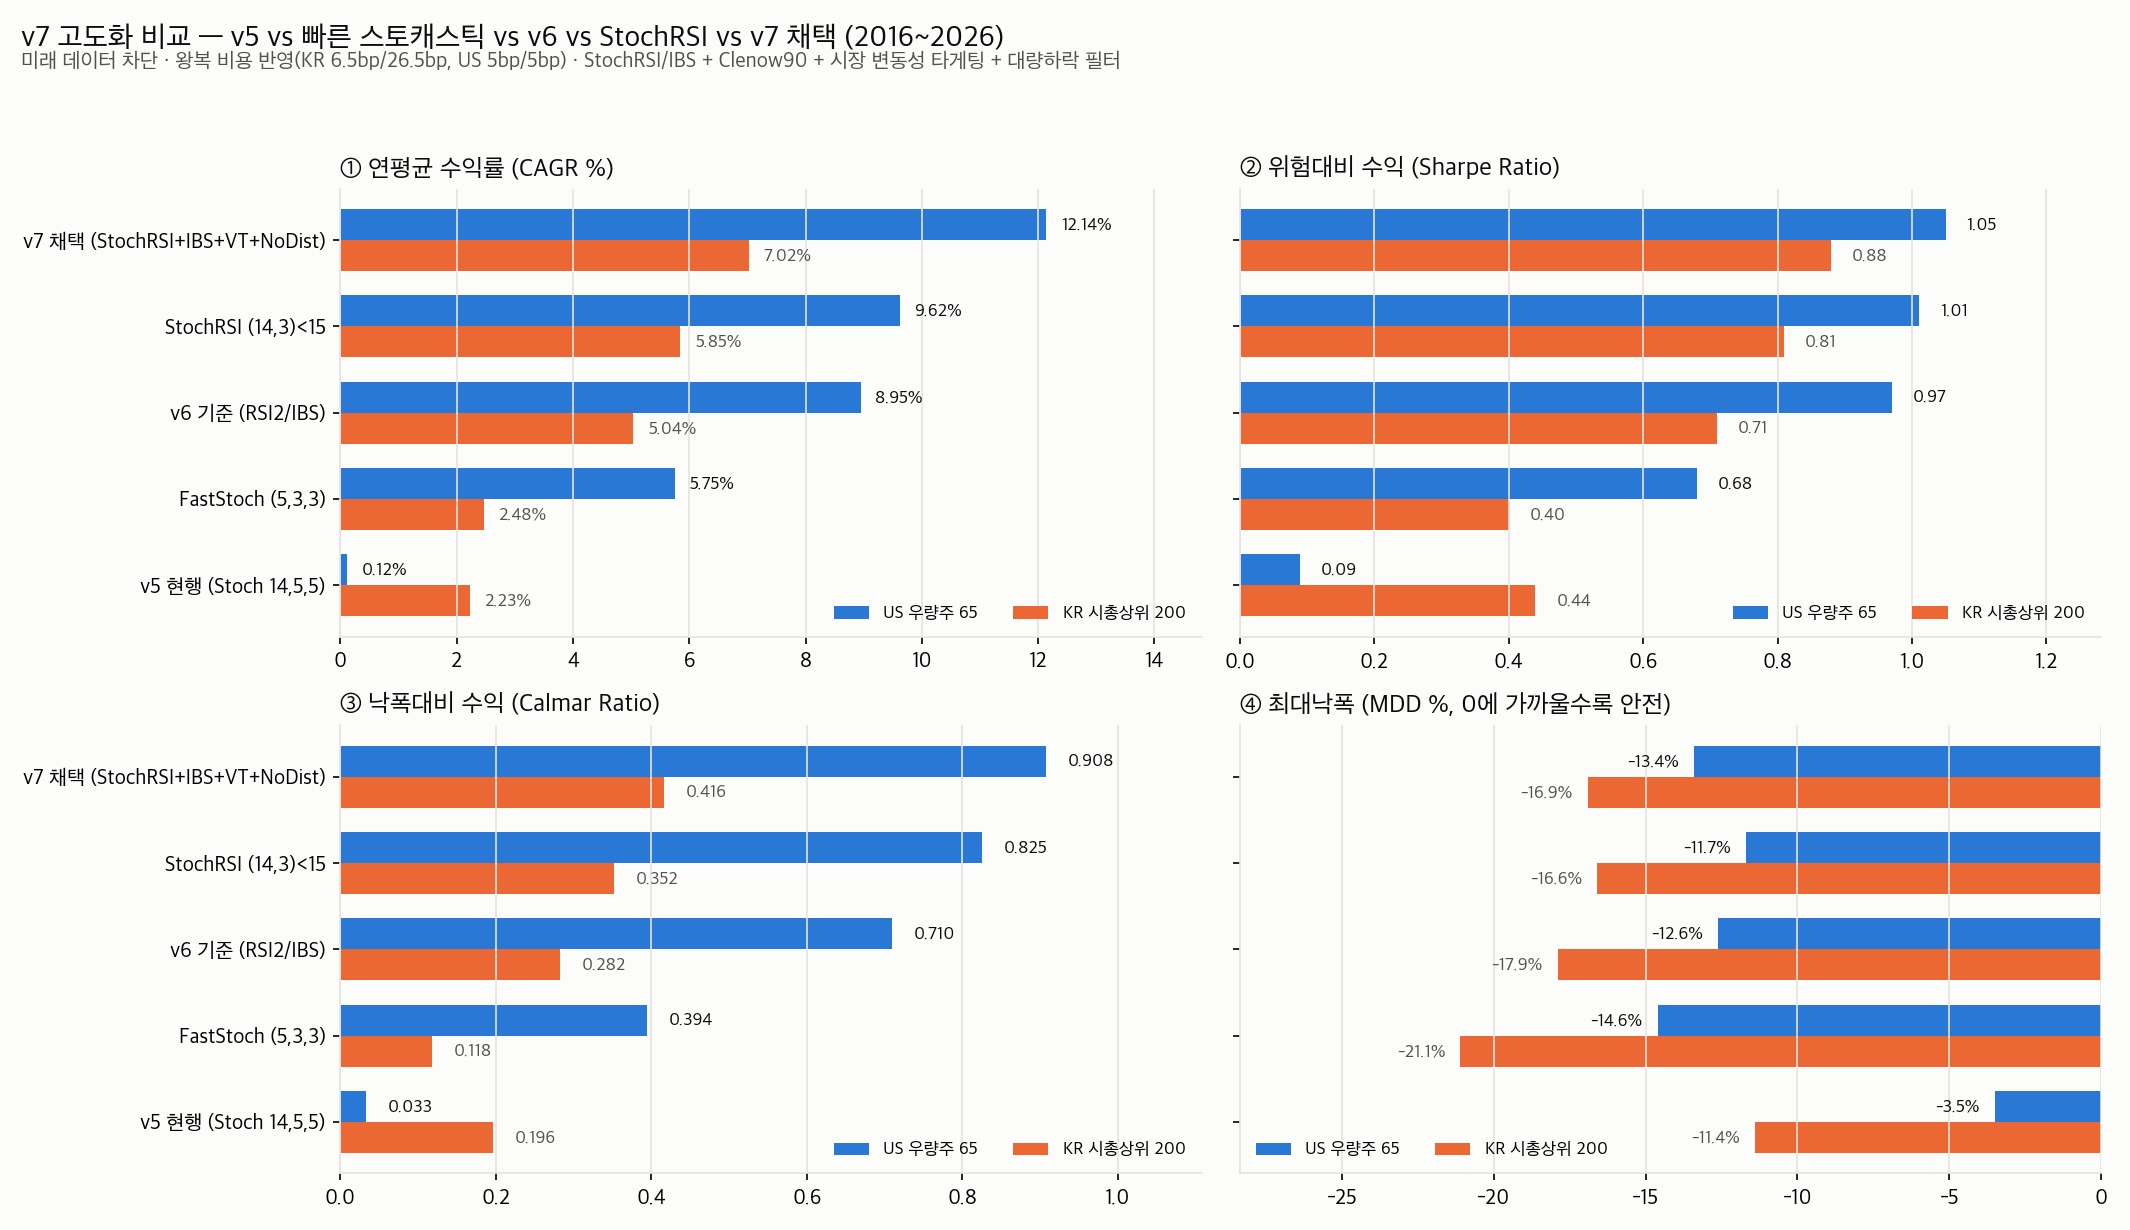 v7 고도화 비교 — v5 vs 빠른 스토캐스틱 vs v6 vs StochRSI vs v7 채택 (2016~2026)
미래 데이터 차단 · 왕복 비용 반영(KR 6.5bp/26.5bp, US 5bp/5bp) · StochRSI/IBS + Clenow90 + 시장 변동성 타게팅 + 대량하락 필터
① 연평균 수익률 (CAGR %)
v7 채택 (StochRSI+IBS+VT+NoDist)
12.14%
7.02%
StochRSI (14,3)<15
9.62%
5.85%
v6 기준 (RSI2/IBS)
8.95%
5.04%
FastStoch (5,3,3)
5.75%
2.48%
v5 현행 (Stoch 14,5,5)
0.12%
2.23%
US 우량주 65 KR 시총상위 200
0 2 4 6 8 10 12 14
② 위험대비 수익 (Sharpe Ratio)
1.05
0.88
1.01
0.81
0.97
0.71
0.68
0.40
0.09
0.44
US 우량주 65 KR 시총상위 200
0.0 0.2 0.4 0.6 0.8 1.0 1.2
③ 낙폭대비 수익 (Calmar Ratio)
v7 채택 (StochRSI+IBS+VT+NoDist)
0.908
0.416
StochRSI (14,3)<15
0.825
0.352
v6 기준 (RSI2/IBS)
0.710
0.282
FastStoch (5,3,3)
0.394
0.118
v5 현행 (Stoch 14,5,5)
0.033
0.196
US 우량주 65 KR 시총상위 200
0.0 0.2 0.4 0.6 0.8 1.0
④ 최대낙폭 (MDD %, 0에 가까울수록 안전)
-13.4%
-16.9%
-11.7%
-16.6%
-12.6%
-17.9%
-14.6%
-21.1%
-3.5%
-11.4%
US 우량주 65 KR 시총상위 200
-25 -20 -15 -10 -5 0